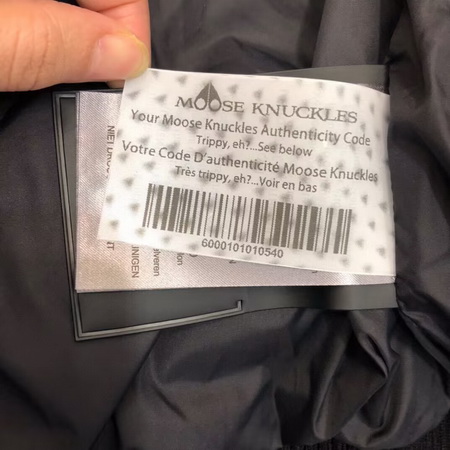 MOOSE KNUCKLES
Your Moose Knuckles Authenticity Code
Trippy, eh?...See below
Votre Code D'authenticité Moose Knuckles
Très trippy, eh?...Voir en bas
6000101010540